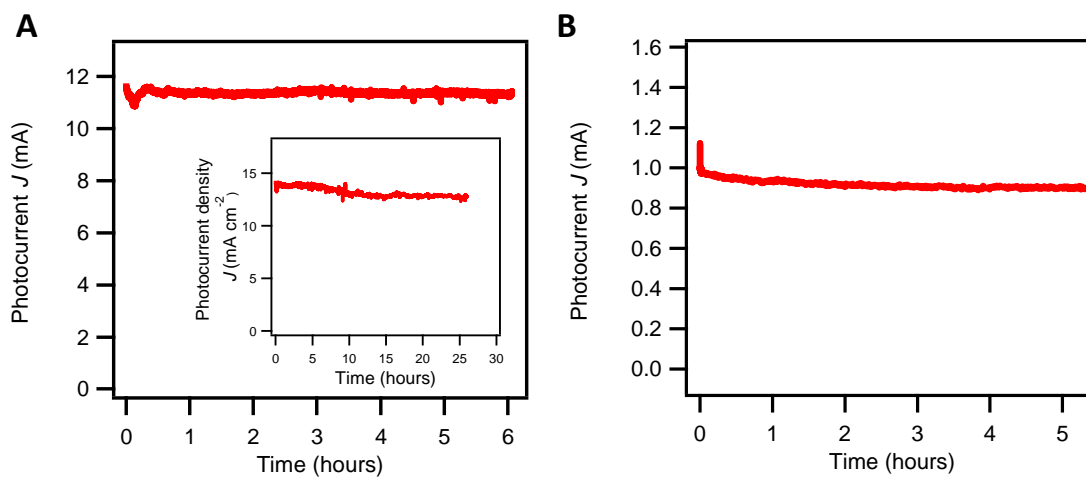 A
Photocurrent J (mA)
12
10
8
6
4
2
0
0 1 2 3 4 5 6
Time (hours)
Photocurrent density
J (mA cm-2)
15
10
5
0
0 5 10 15 20 25 30
Time (hours)
B
Photocurrent J (mA)
1.6
1.4
1.2
1.0
0.8
0.6
0.4
0.2
0.0
0 1 2 3 4 5
Time (hours)